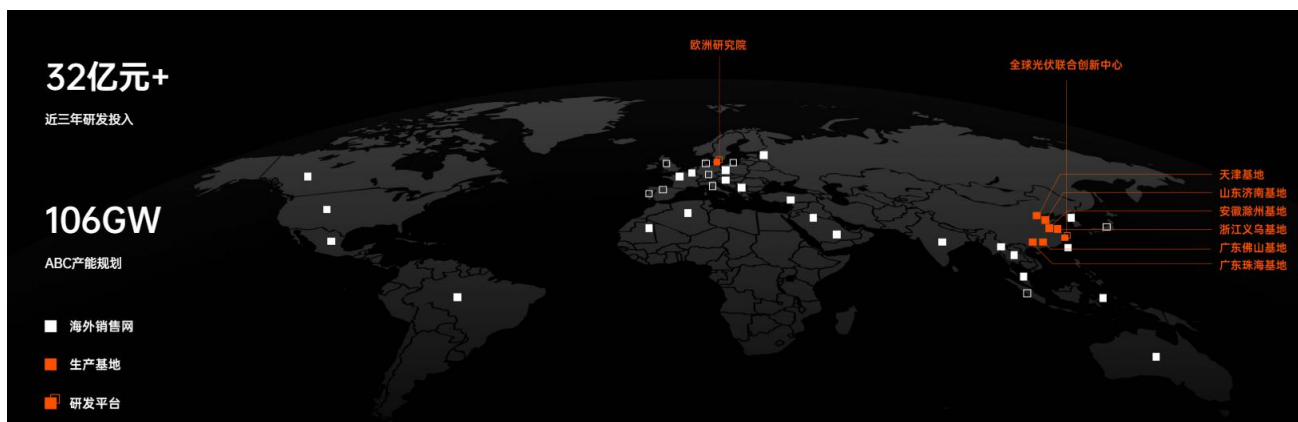 32亿元+
近三年研发投入
106GW
ABC产能规划
海外销售网
生产基地
研发平台
欧洲研究院
全球光伏联合创新中心
天津基地
山东济南基地
安徽滁州基地
浙江义乌基地
广东佛山基地
广东珠海基地